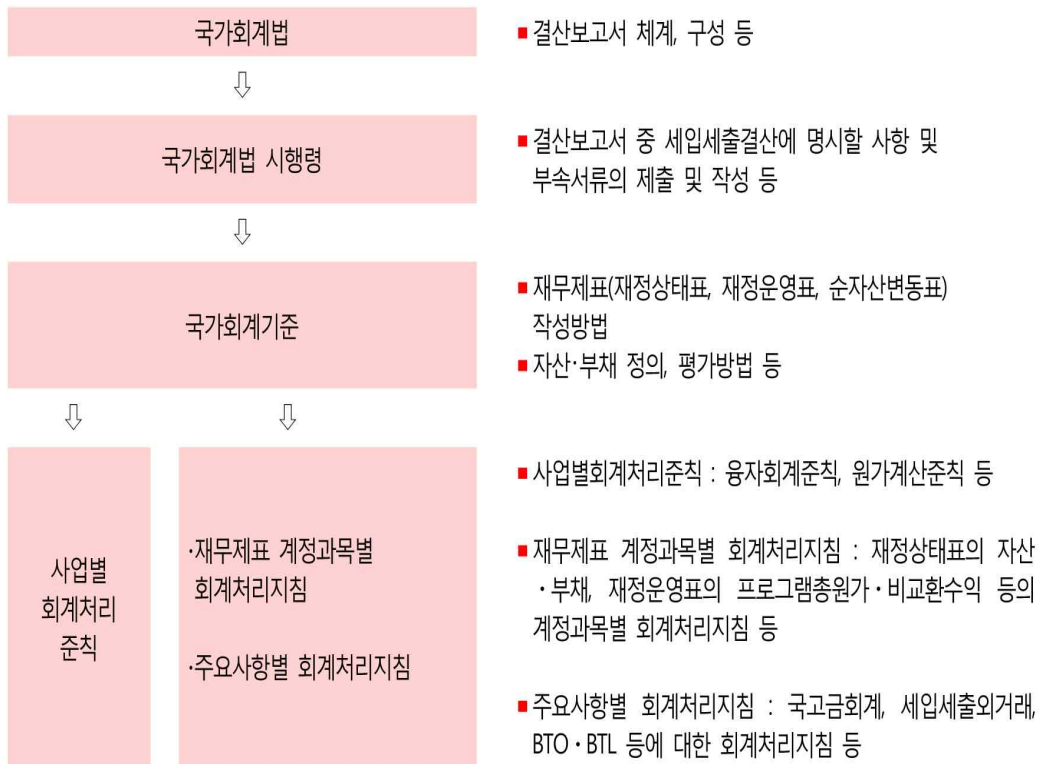 국가회계법
■ 결산보고서 체계, 구성 등
국가회계법 시행령
■ 결산보고서 중 세입세출결산에 명시할 사항 및
부속서류의 제출 및 작성 등
국가회계기준
■ 재무제표(재정상태표, 재정운영표, 순자산변동표)
작성방법
■ 자산·부채 정의, 평가방법 등
사업별
회계처리
준칙
·재무제표 계정과목별
회계처리지침
·주요사항별 회계처리지침
■ 사업별회계처리준칙 : 융자회계준칙, 원가계산준칙 등
■ 재무제표 계정과목별 회계처리지침 : 재정상태표의 자산
·부채, 재정운영표의 프로그램총원가·비교환수익 등의
계정과목별 회계처리지침 등
■ 주요사항별 회계처리지침 : 국고금회계, 세입세출외거래,
BTO·BTL 등에 대한 회계처리지침 등